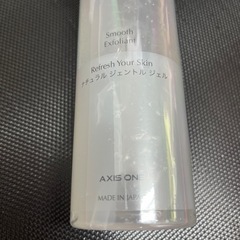 Smooth
Exfoliant
Refresh Your Skin
ナチュラル ジェントル ジェル
AXIS ONE
MADE IN JAPAN